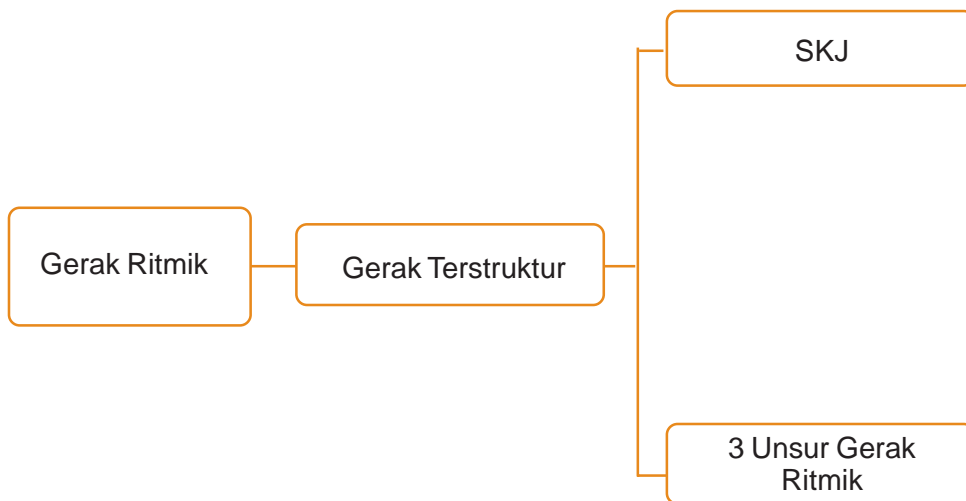 SKJ
Gerak Ritmik
Gerak Terstruktur
3 Unsur Gerak
Ritmik